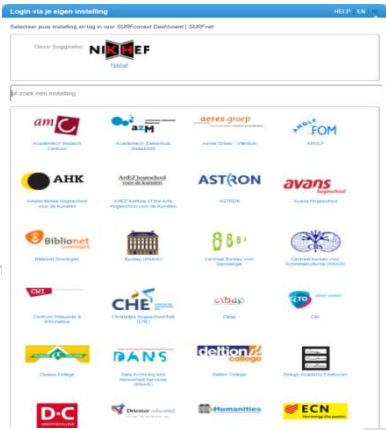 Login via je eigen instelling
HELP EN NL
Selecteer jouw instelling en log in voor SURFconext Dashboard | SURFnet
Onze Suggestie:
NIKHEF
Nikhef
of zoek een instelling
amc
azM
aeres groep
AMOLF
FOM
Academisch Medisch Centrum
Academisch Ziekenhuis Maastricht
Aeres Groep - Vilentum
AMOLF
AHK
ArtEZ hogeschool voor de kunsten
ASTRON
avans hogeschool
Amsterdamse Hogeschool voor de Kunsten
ArtEZ Institute of the Arts Hogeschool voor de Kunsten
ASTRON
Avans Hogeschool
Biblionet Groningen
Biblionet Groningen
Bureau (KNAW)
Centraal Bureau voor Genealogie
Centraal Bureau voor Schimmelcultures (KNAW)
CWI
CHE
cibap
CITO
Centrum Wiskunde & Informatica
Christelijke Hogeschool Ede (CHE)
Cibap
Cito
DANS
deltion college
Clusius College
Data Archiving and Networked Services (KNAW)
Deltion College
Design Academy Eindhoven
D·C
Driestar educatief
Humanities
ECN